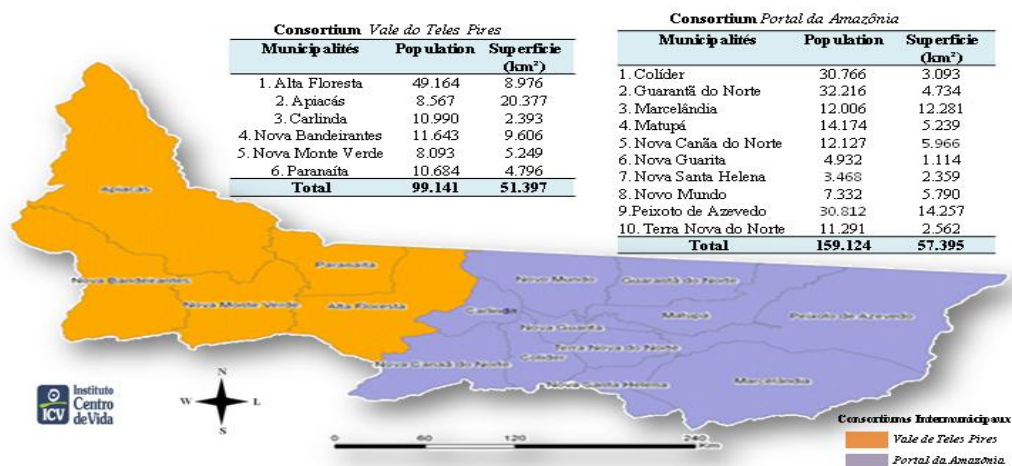 Consortium Vale do Teles Pires
Municipalités Population Superficie (km²)
1. Alta Floresta 49.164 8.976
2. Apiacás 8.567 20.377
3. Carlinda 10.990 2.393
4. Nova Bandeirantes 11.643 9.606
5. Nova Monte Verde 8.093 5.249
6. Paranaíta 10.684 4.796
Total 99.141 51.397
Consortium Portal da Amazônia
Municipalités Population Superficie (km²)
1. Colíder 30.766 3.093
2. Guarantã do Norte 32.216 4.734
3. Marcelândia 12.006 12.281
4. Matupá 14.174 5.239
5. Nova Canãa do Norte 12.127 5.966
6. Nova Guarita 4.932 1.114
7. Nova Santa Helena 3.468 2.359
8. Novo Mundo 7.332 5.790
9.Peixoto de Azevedo 30.812 14.257
10. Terra Nova do Norte 11.291 2.562
Total 159.124 57.395
Apiacás
Nova Bandeirantes
Nova Monte Verde
Paranaíta
Alta Floresta
Carlinda
Novo Mundo
Guarantã do Norte
Nova Guarita
Matupá
Peixoto de Azevedo
Terra Nova do Norte
Nova Canaã do Norte
Colíder
Nova Santa Helena
Marcelândia
ICV
Instituto
Centro
de Vida
N
W L
S
0 60 120 240
Km
Consortiums Intermunicipaux
Vale de Teles Pires
Portal da Amazônia